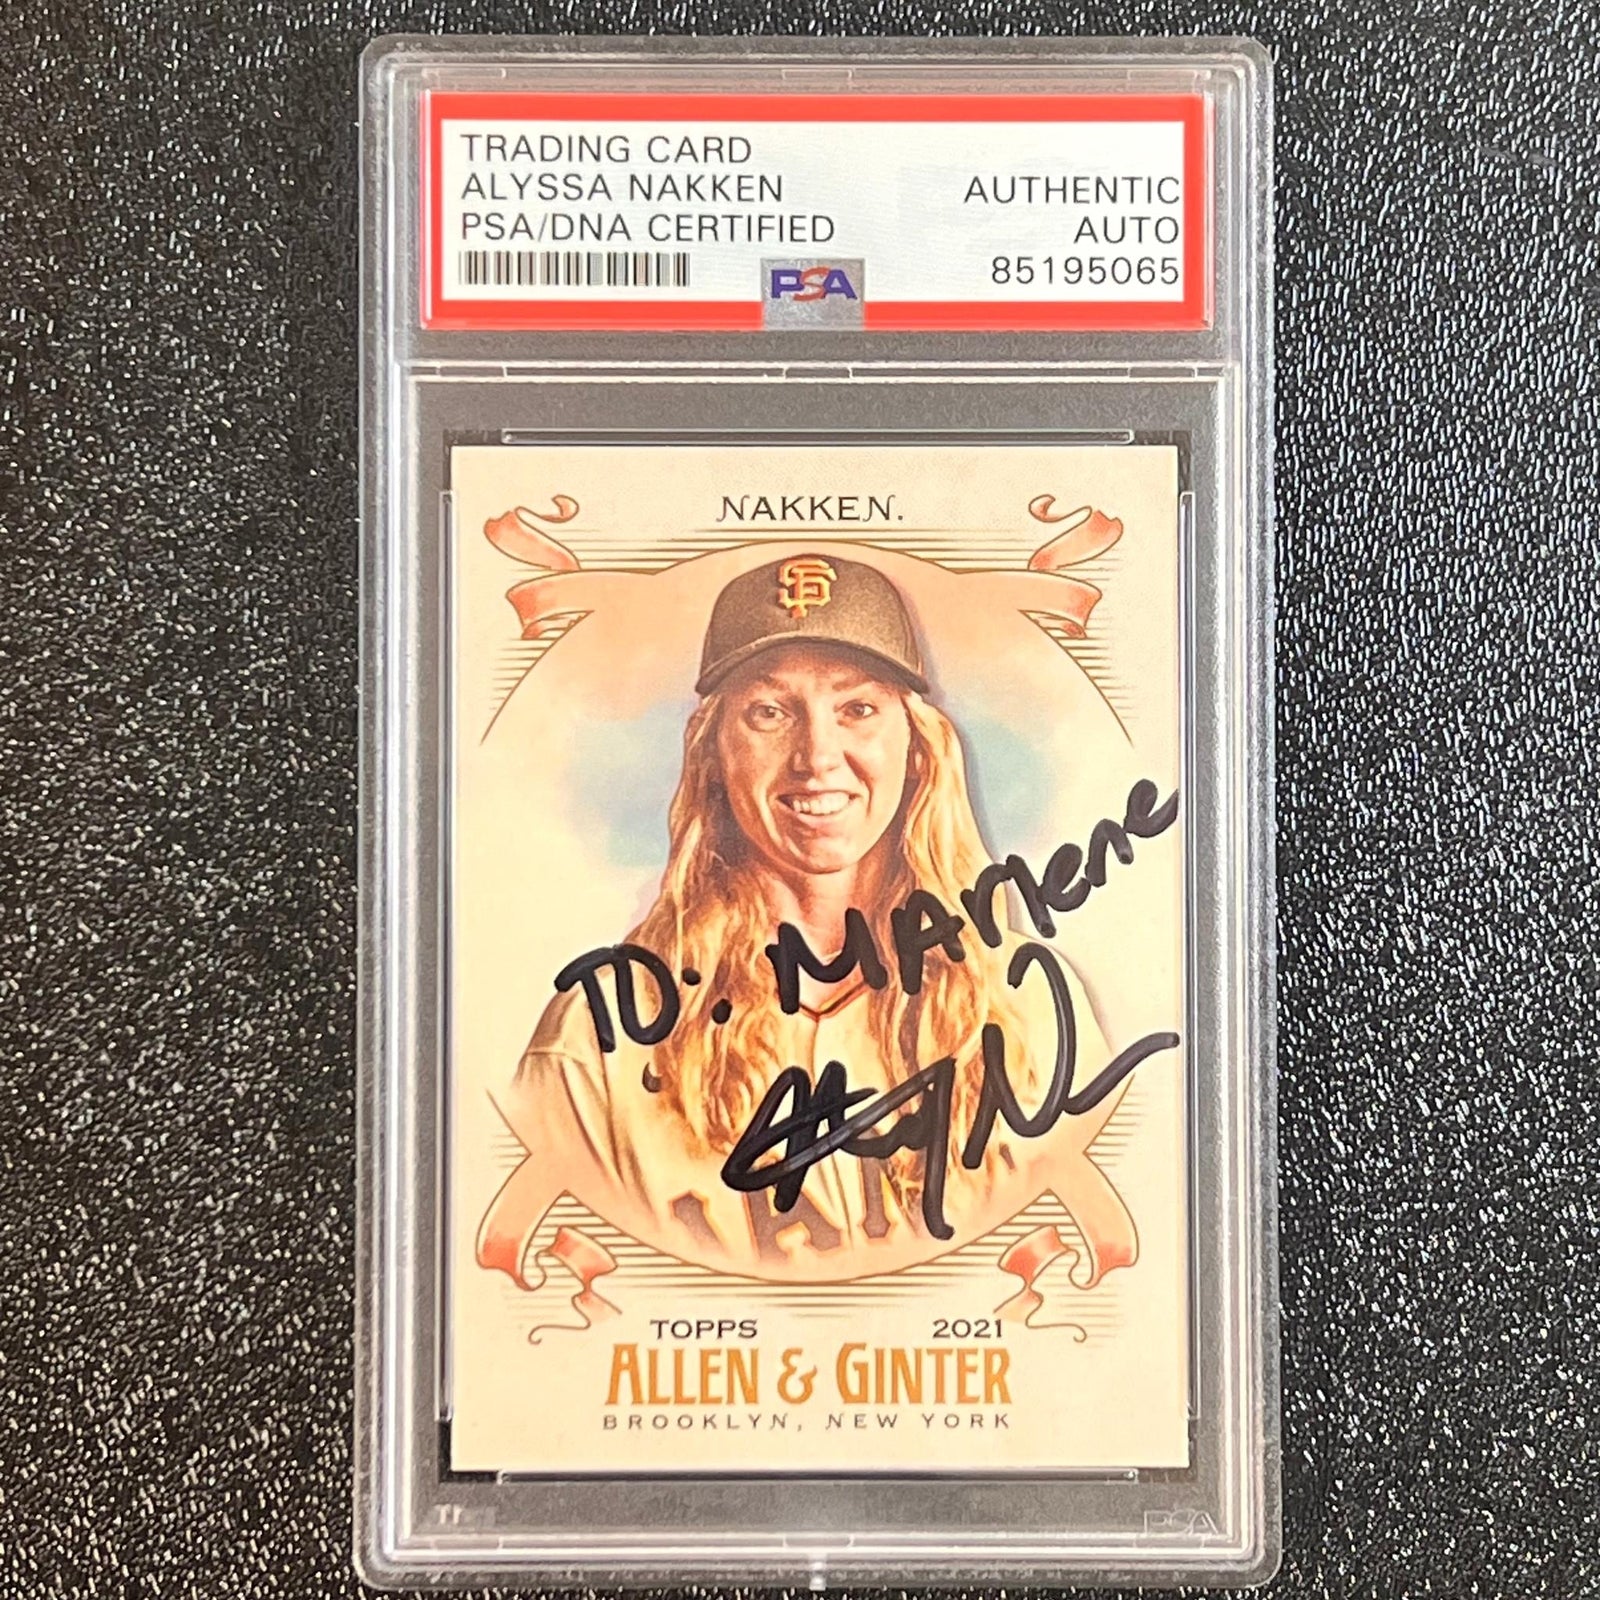 TRADING CARD
ALYSSA NAKKEN
PSA/DNA CERTIFIED
AUTHENTIC
AUTO
85195065
PSA
NAKKEN.
SF
TO: MArlene
TOPPS 2021
ALLEN & GINTER
BROOKLYN, NEW YORK
PSA